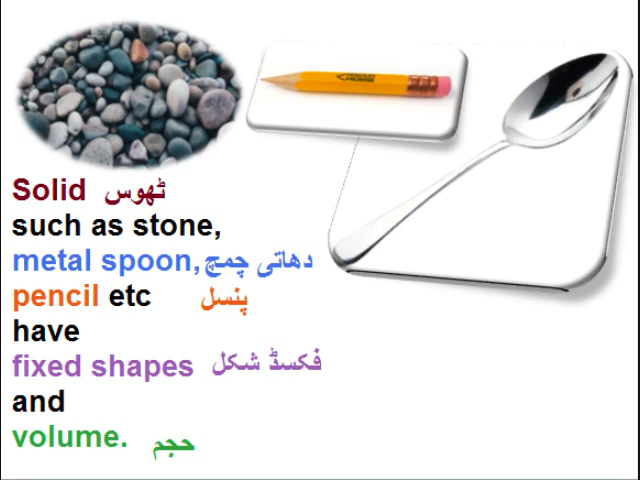 Solid ٹھوس
such as stone,
metal spoon, دھاتی چمچ
pencil etc پنسل
have
fixed shapes فکسڈ شکل
and
volume. حجم